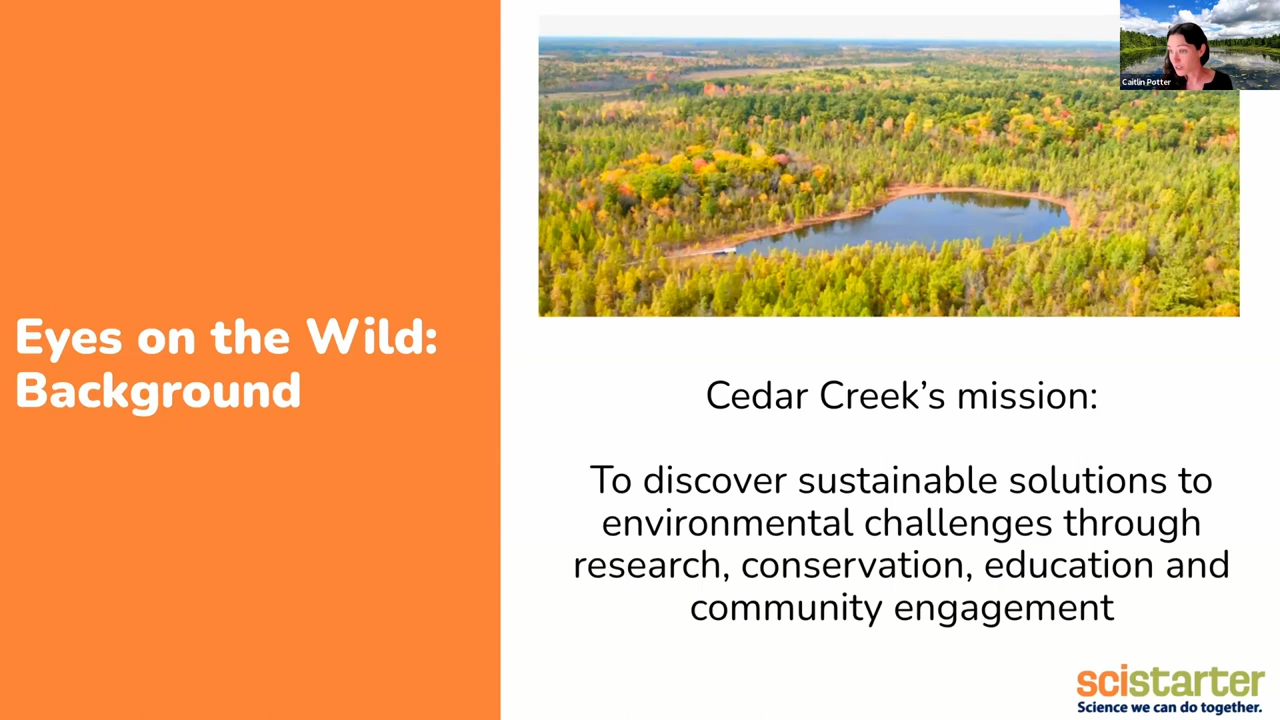 Caitlin Potter
Eyes on the Wild:
Background
Cedar Creek’s mission:
To discover sustainable solutions to
environmental challenges through
research, conservation, education and
community engagement
scistarter
Science we can do together.